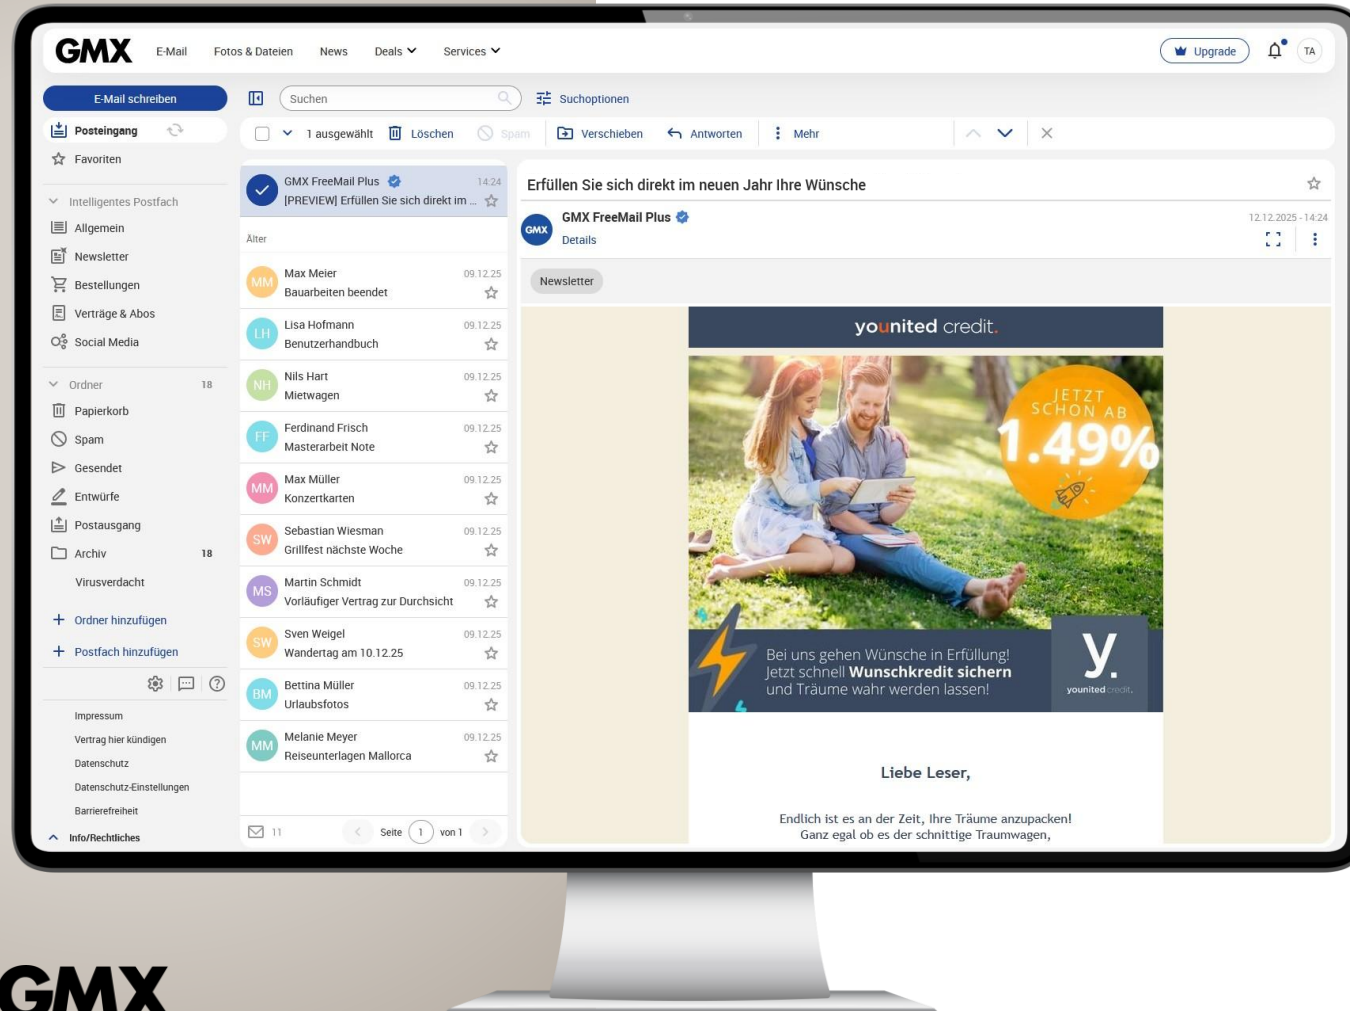 GMX
E-Mail
Fotos & Dateien
News
Deals
Services
Upgrade
TA
E-Mail schreiben
Suchen
Suchoptionen
Posteingang
1 ausgewählt
Löschen
Spam
Verschieben
Antworten
Mehr
Favoriten
Intelligentes Postfach
Allgemein
Newsletter
Bestellungen
Verträge & Abos
Social Media
Ordner 18
Papierkorb
Spam
Gesendet
Entwürfe
Postausgang
Archiv 18
Virusverdacht
+ Ordner hinzufügen
+ Postfach hinzufügen
Impressum
Vertrag hier kündigen
Datenschutz
Datenschutz-Einstellungen
Barrierefreiheit
Info/Rechtliches
GMX FreeMail Plus 14:24
[PREVIEW] Erfüllen Sie sich direkt im ...
Älter
MM
Max Meier 09.12.25
Bauarbeiten beendet
LH
Lisa Hofmann 09.12.25
Benutzerhandbuch
NH
Nils Hart 09.12.25
Mietwagen
FF
Ferdinand Frisch 09.12.25
Masterarbeit Note
MM
Max Müller 09.12.25
Konzertkarten
SW
Sebastian Wiesman 09.12.25
Grillfest nächste Woche
MS
Martin Schmidt 09.12.25
Vorläufiger Vertrag zur Durchsicht
SW
Sven Weigel 09.12.25
Wandertag am 10.12.25
BM
Bettina Müller 09.12.25
Urlaubsfotos
MM
Melanie Meyer 09.12.25
Reiseunterlagen Mallorca
11
Seite 1 von 1
Erfüllen Sie sich direkt im neuen Jahr Ihre Wünsche
GMX
GMX FreeMail Plus
12.12.2025 - 14:24
Details
Newsletter
younited credit.
JETZT
SCHON AB
1.49%
Bei uns gehen Wünsche in Erfüllung!
Jetzt schnell Wunschkredit sichern
und Träume wahr werden lassen!
y.
younited credit.
Liebe Leser,
Endlich ist es an der Zeit, Ihre Träume anzupacken!
Ganz egal ob es der schnittige Traumwagen,
GMX